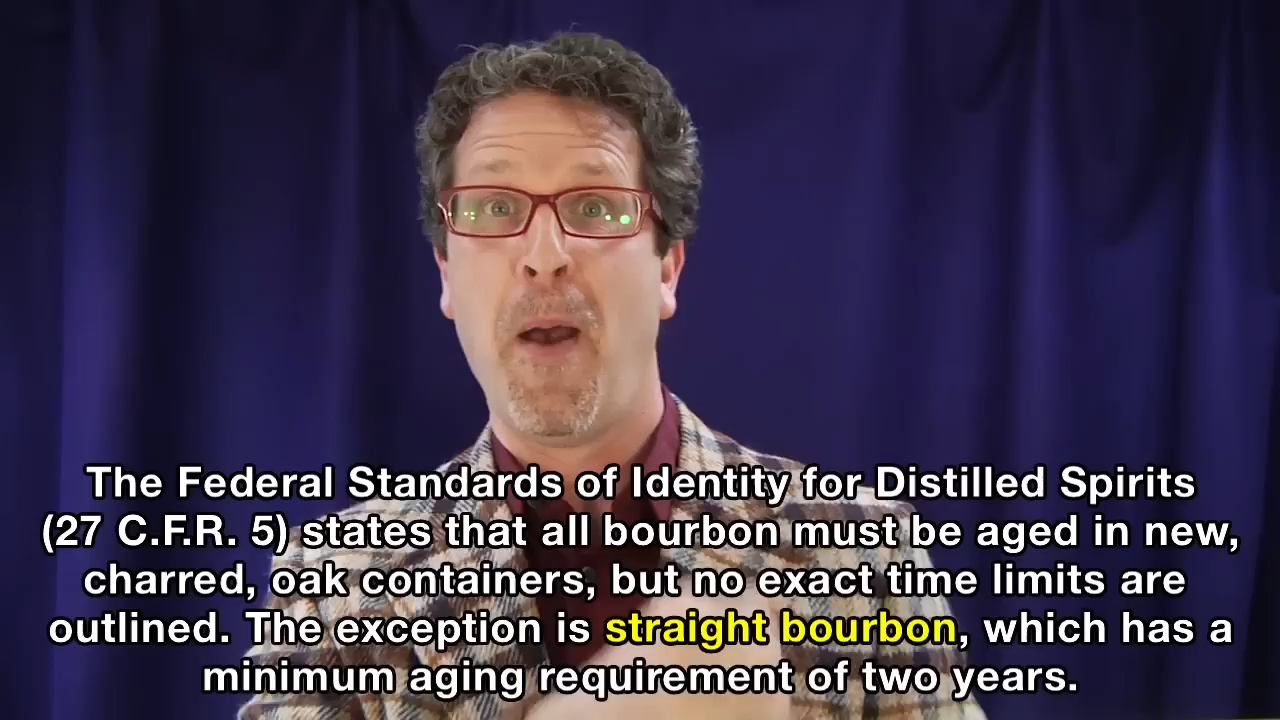 The Federal Standards of Identity for Distilled Spirits
(27 C.F.R. 5) states that all bourbon must be aged in new,
charred, oak containers, but no exact time limits are
outlined. The exception is straight bourbon, which has a
minimum aging requirement of two years.